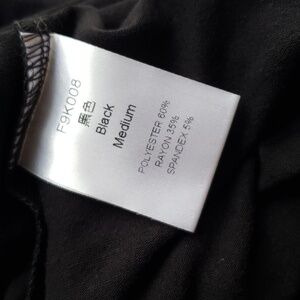 F9K008
黑色
Black
Medium
POLYESTER 60%
RAYON 35%
SPANDEX 5%